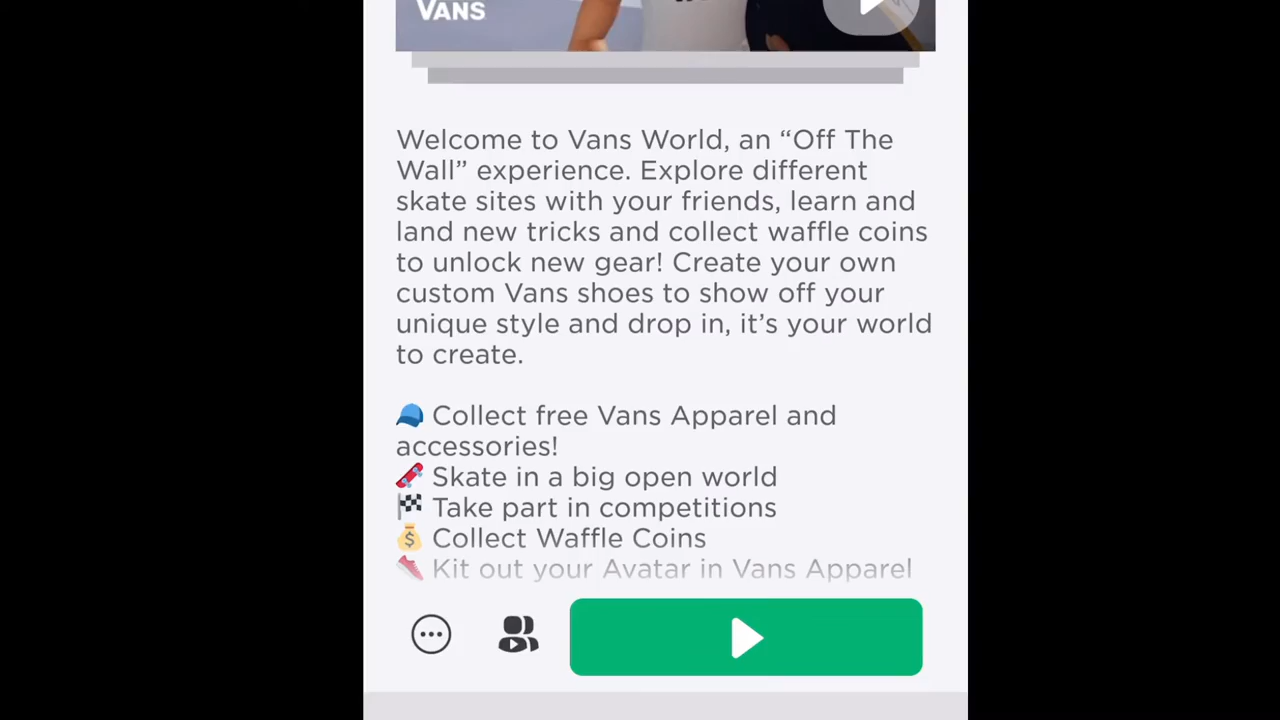 VANS
Welcome to Vans World, an “Off The
Wall” experience. Explore different
skate sites with your friends, learn and
land new tricks and collect waffle coins
to unlock new gear! Create your own
custom Vans shoes to show off your
unique style and drop in, it’s your world
to create.
🧢 Collect free Vans Apparel and
accessories!
🛹 Skate in a big open world
🏁 Take part in competitions
💰 Collect Waffle Coins
👟 Kit out your Avatar in Vans Apparel